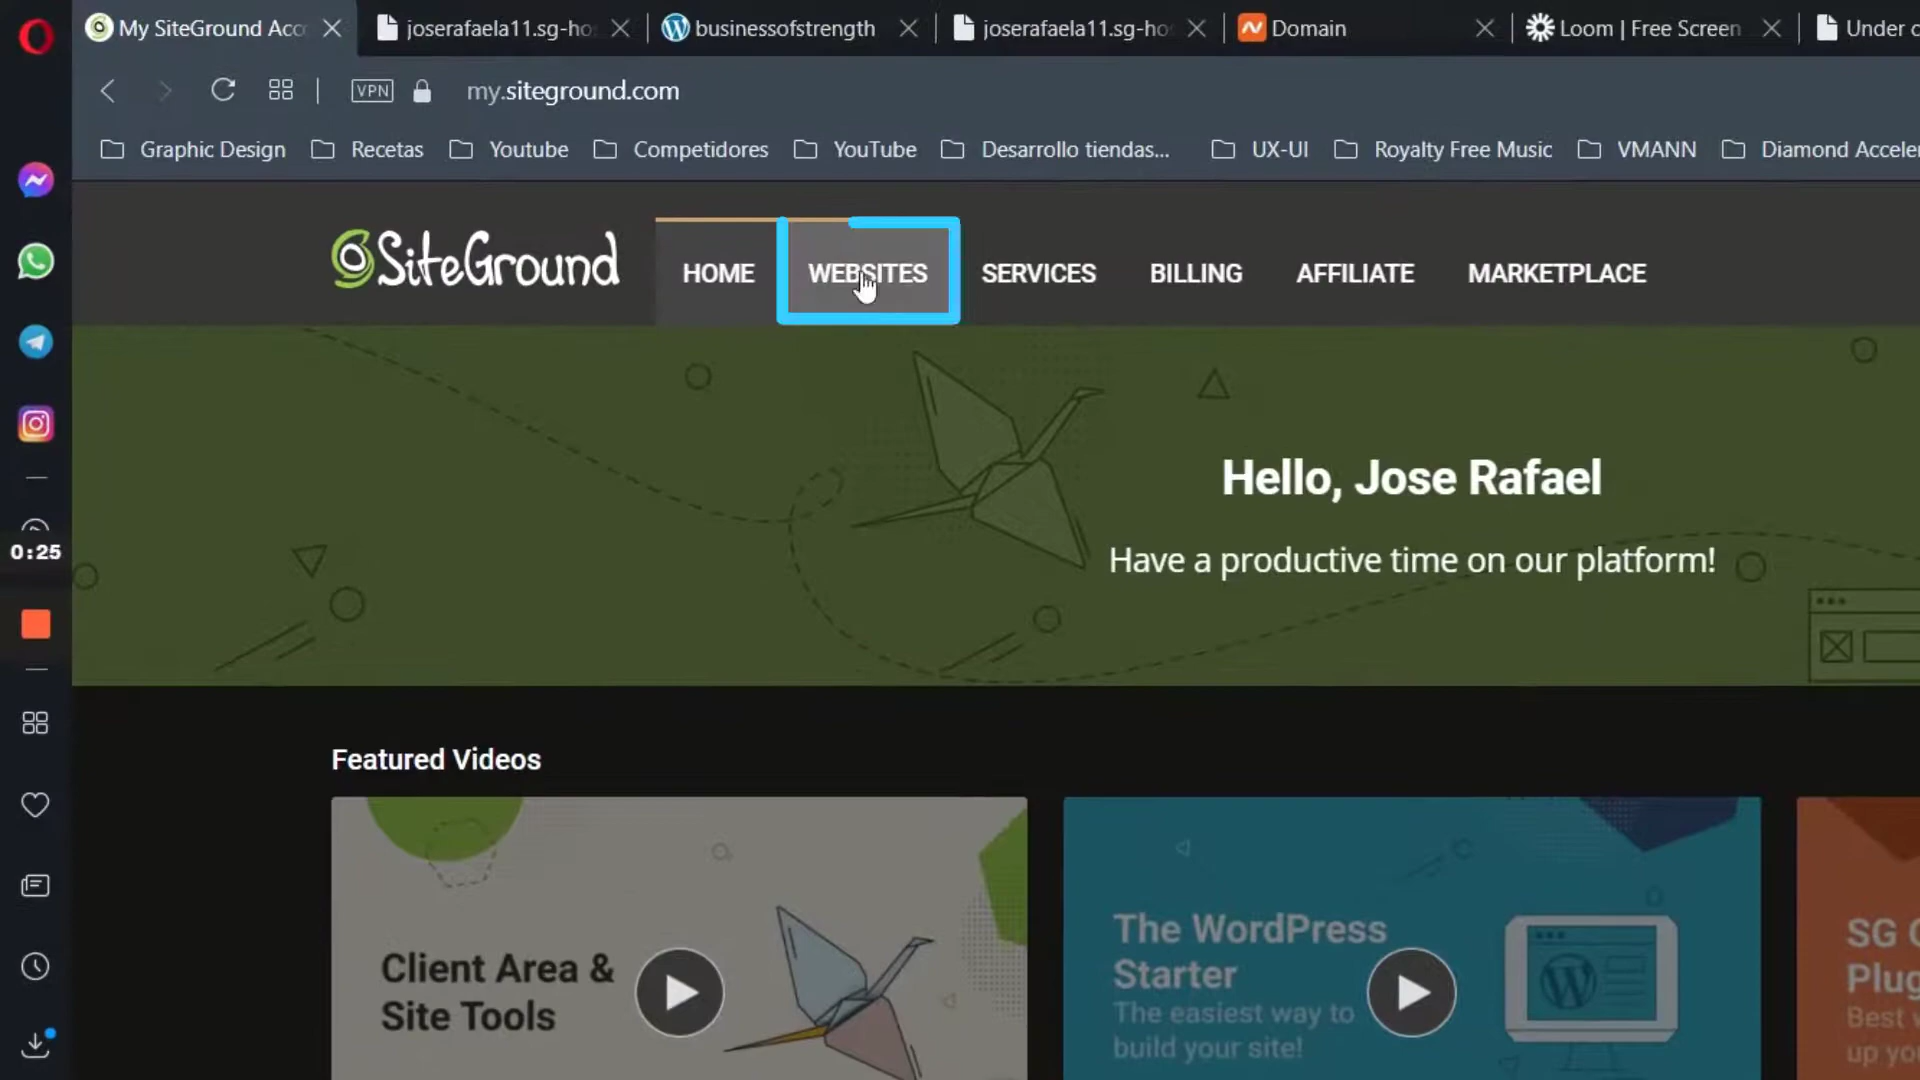 My SiteGround Acc
joserafaela11.sg-ho
businessofstrength
joserafaela11.sg-ho
Domain
Loom | Free Screen
Under c
VPN
my.siteground.com
Graphic Design
Recetas
Youtube
Competidores
YouTube
Desarrollo tiendas...
UX-UI
Royalty Free Music
VMANN
Diamond Acceler
SiteGround
HOME
WEBSITES
SERVICES
BILLING
AFFILIATE
MARKETPLACE
Hello, Jose Rafael
Have a productive time on our platform!
0:25
Featured Videos
Client Area &
Site Tools
The WordPress
Starter
The easiest way to
build your site!
SG
Plug
Best
up yo